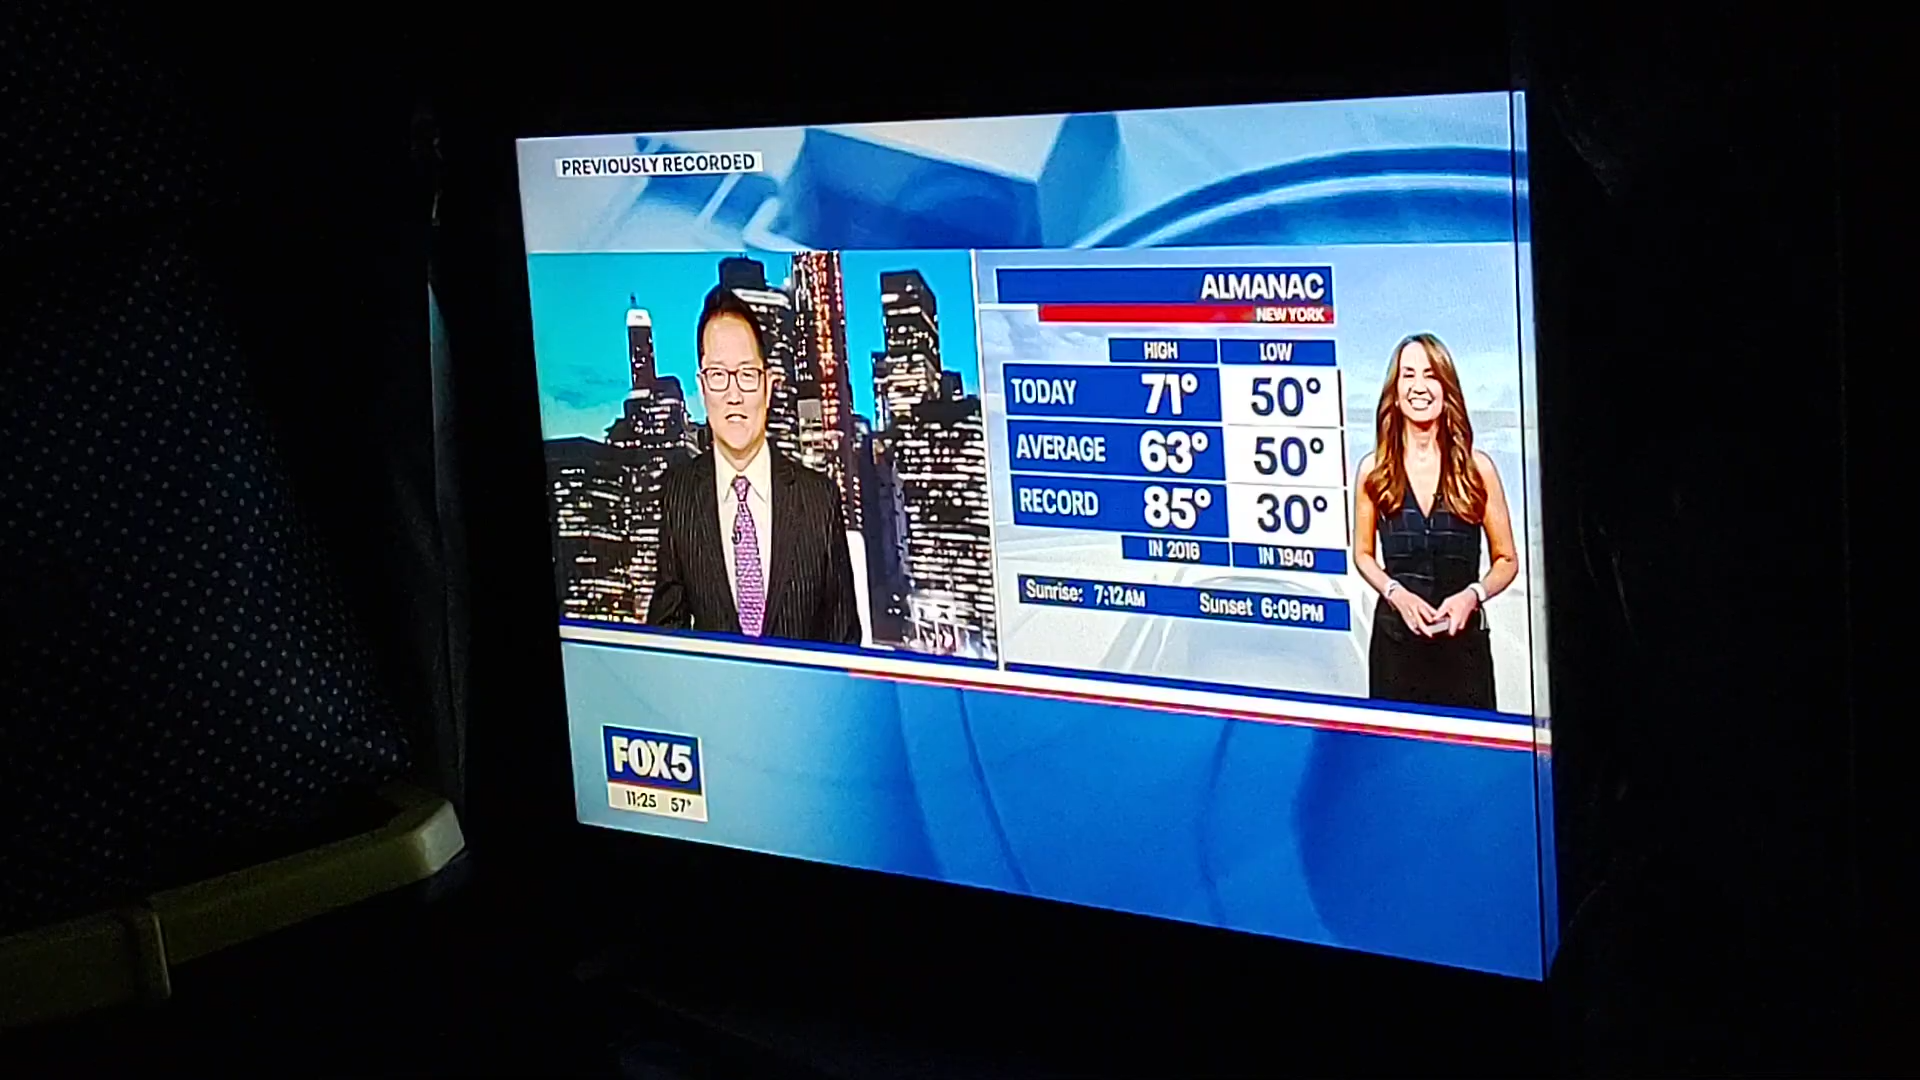 PREVIOUSLY RECORDED
ALMANAC
NEW YORK
HIGH LOW
TODAY 71° 50°
AVERAGE 63° 50°
RECORD 85° 30°
IN 2016 IN 1940
Sunrise: 7:12AM Sunset 6:09PM
FOX5
11:25 57°